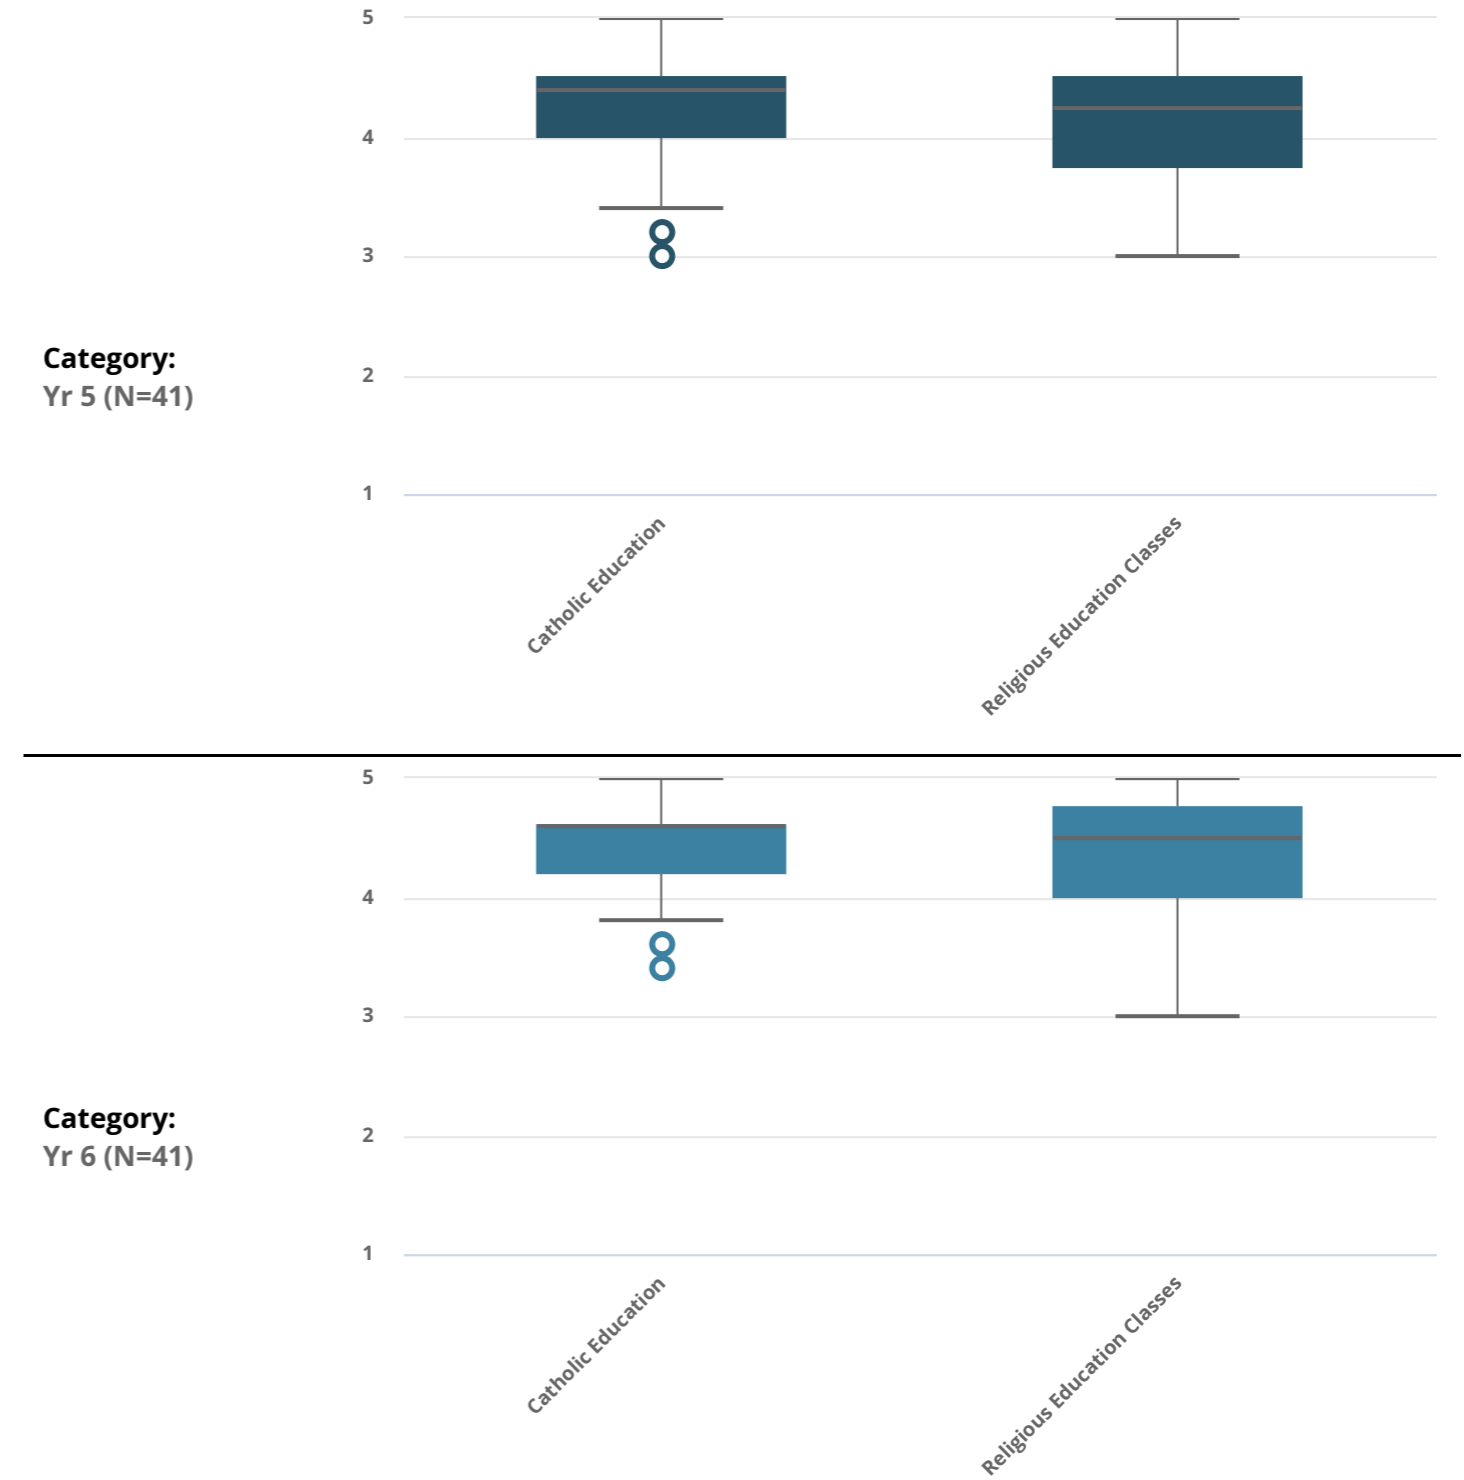 5
4
3
2
1
Category:
Yr 5 (N=41)
Catholic Education
Religious Education Classes
5
4
3
2
1
Category:
Yr 6 (N=41)
Catholic Education
Religious Education Classes